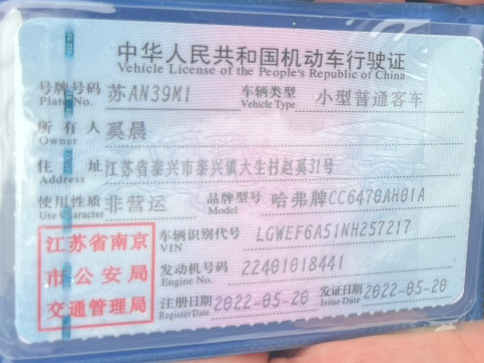 中华人民共和国机动车行驶证
Vehicle License of the People's Republic of China
号牌号码 苏AN39M1 车辆类型 小型普通客车
Plate No. Vehicle Type
所有人 奚晨
Owner
住址 江苏省泰兴市泰兴镇大生村赵奚31号
Address
使用性质 非营运 品牌型号 哈弗牌CC6470AH01A
Use Character Model
江苏省南京
市公安局
交通管理局
车辆识别代号 LGWEF6A51NH257217
VIN
发动机号码 22401018441
Engine No.
注册日期 2022-05-20 发证日期 2022-05-20
Register Date Issue Date